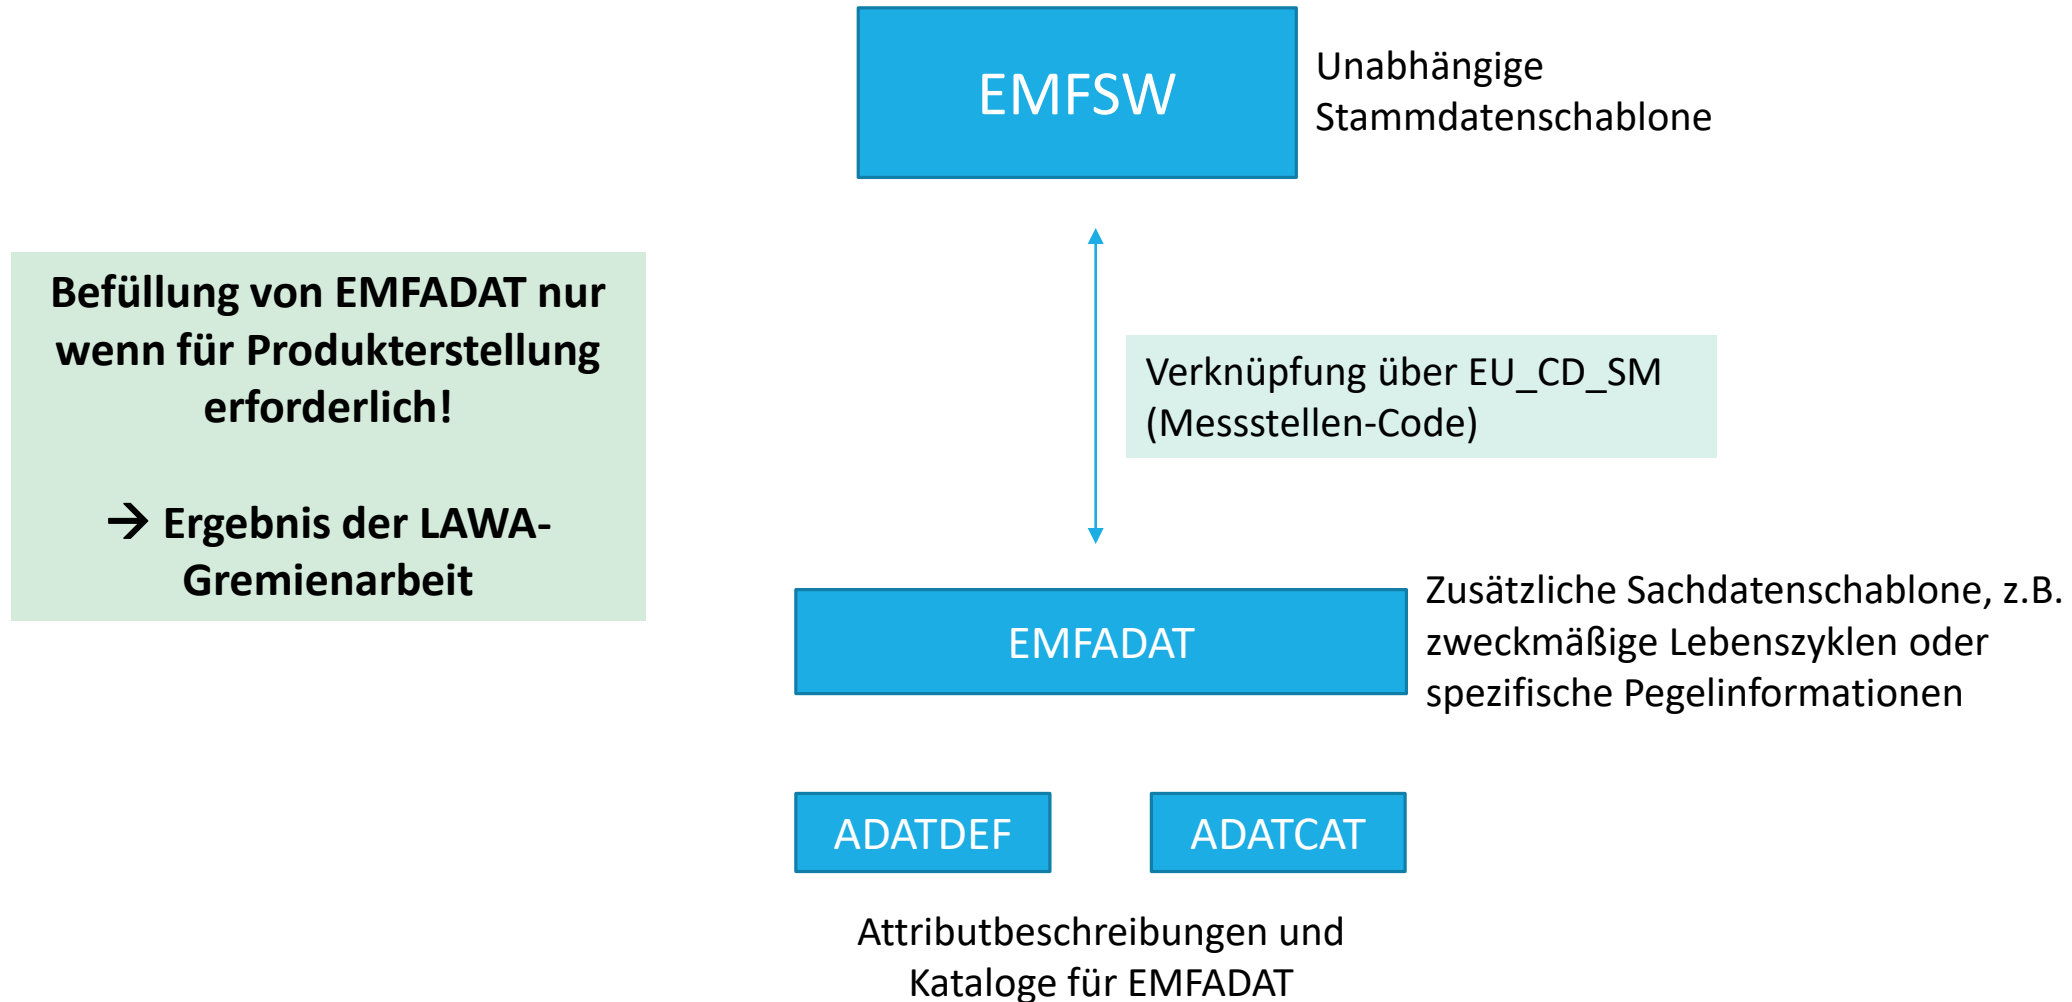 EMFSW
Unabhängige
Stammdatenschablone
Befüllung von EMFADAT nur
wenn für Produkterstellung
erforderlich!
→ Ergebnis der LAWA-
Gremienarbeit
Verknüpfung über EU_CD_SM
(Messstellen-Code)
EMFADAT
Zusätzliche Sachdatenschablone, z.B.
zweckmäßige Lebenszyklen oder
spezifische Pegelinformationen
ADATDEF
ADATCAT
Attributbeschreibungen und
Kataloge für EMFADAT